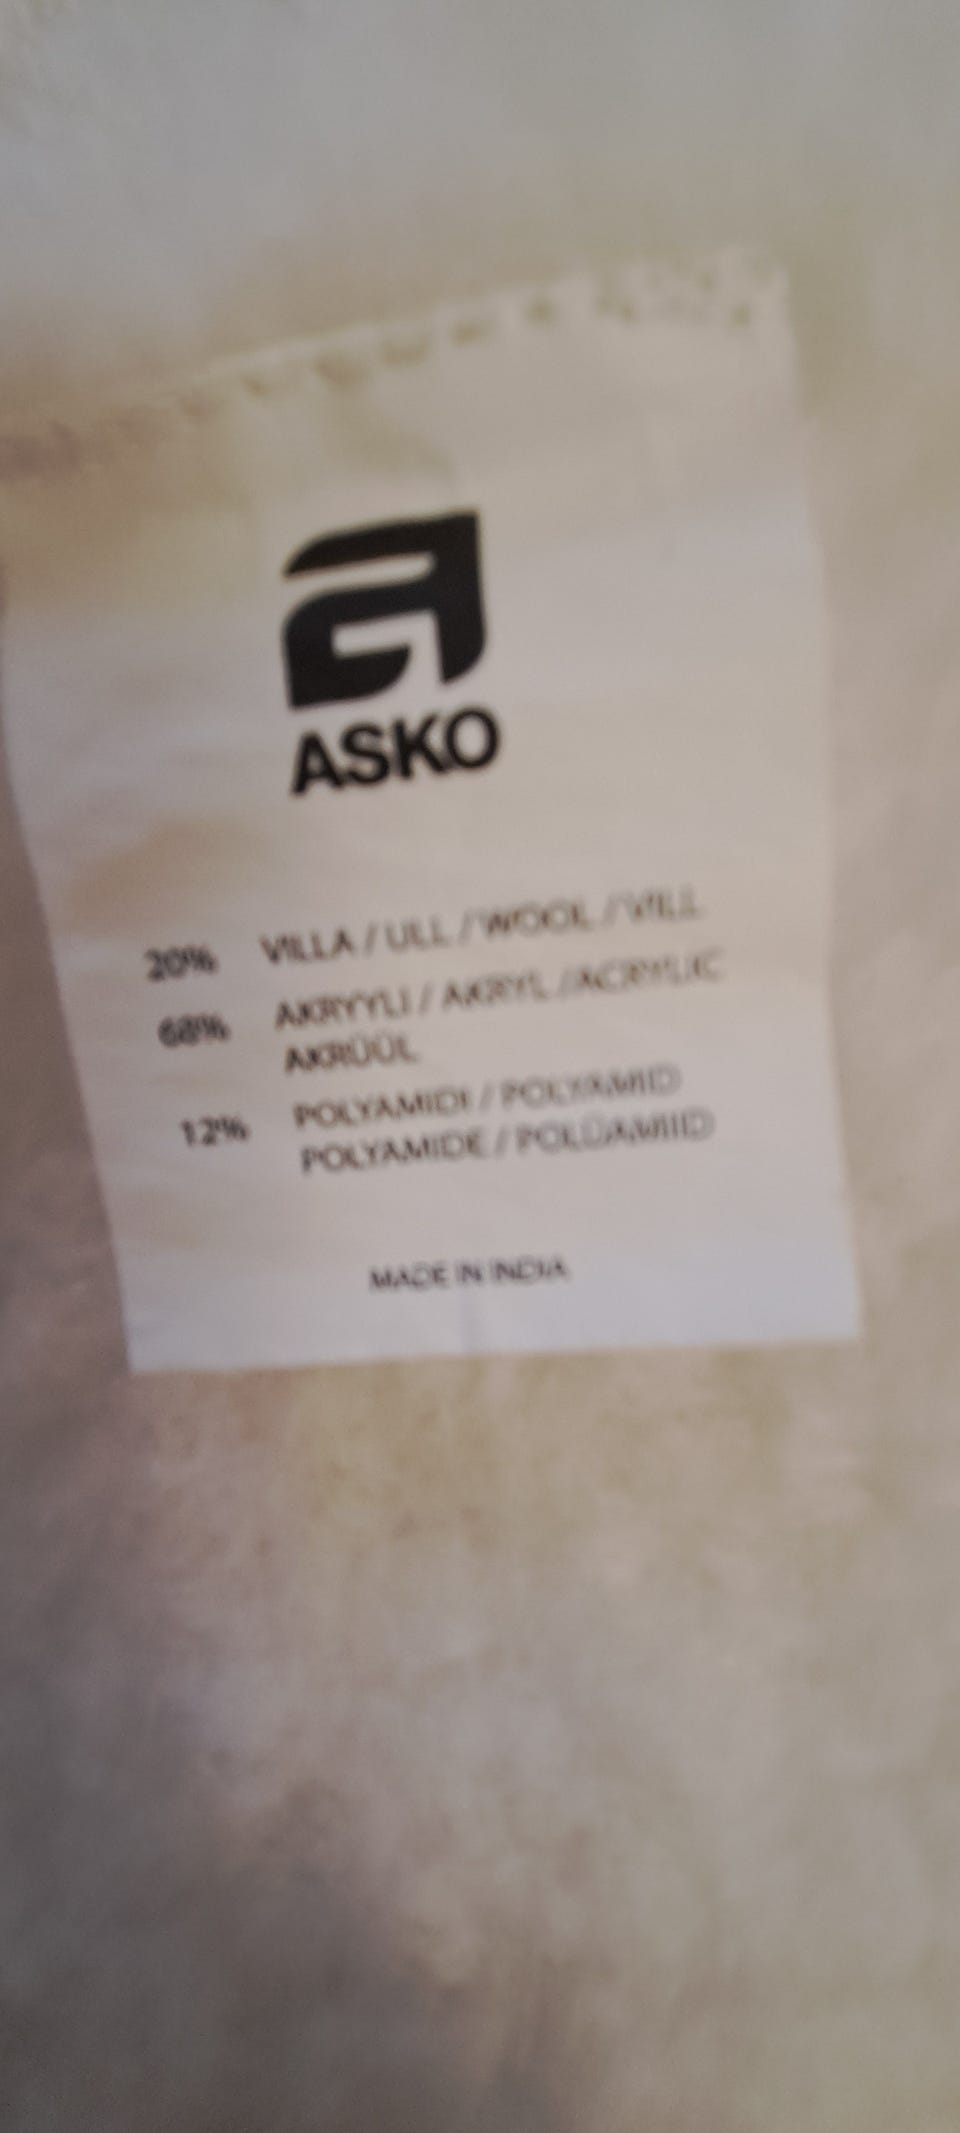 ASKO
20% VILLA / ULL / WOOL / VILL
68% AKRYYLI / AKRYL / ACRYLIC
AKRÜÜL
12% POLYAMIDI / POLYAMID
POLYAMIDE / POLÜAMIID
MADE IN INDIA